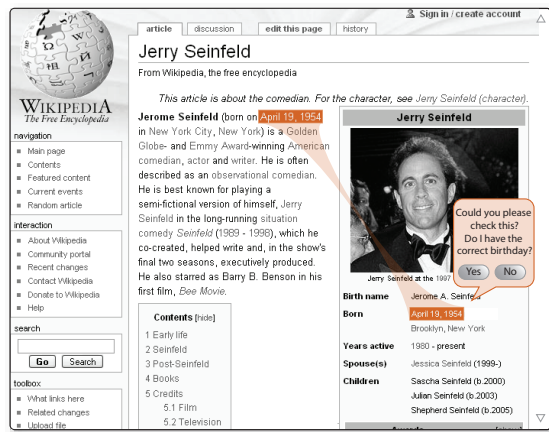 Sign in / create account
article
discussion
edit this page
history
Jerry Seinfeld
From Wikipedia, the free encyclopedia
This article is about the comedian. For the character, see Jerry Seinfeld (character).
WIKIPEDIA
The Free Encyclopedia
navigation
Main page
Contents
Featured content
Current events
Random article
interaction
About Wikipedia
Community portal
Recent changes
Contact Wikipedia
Donate to Wikipedia
Help
search
Go Search
toolbox
What links here
Related changes
Upload file
Jerome Seinfeld (born on April 19, 1954
in New York City, New York) is a Golden
Globe- and Emmy Award-winning American
comedian, actor and writer. He is often
described as an observational comedian.
He is best known for playing a
semi-fictional version of himself, Jerry
Seinfeld in the long-running situation
comedy Seinfeld (1989 - 1998), which he
co-created, helped write and, in the show's
final two seasons, executively produced.
He also starred as Barry B. Benson in his
first film, Bee Movie.
Contents [hide]
1 Early life
2 Seinfeld
3 Post-Seinfeld
4 Books
5 Credits
5.1 Film
5.2 Television
Jerry Seinfeld
Could you please
check this?
Do I have the
correct birthday?
Yes No
Jerry Seinfeld at the 1997
Birth name Jerome A. Seinfeld
Born April 19, 1954
Brooklyn, New York
Years active 1980 - present
Spouse(s) Jessica Seinfeld (1999-)
Children Sascha Seinfeld (b.2000)
Julian Seinfeld (b.2003)
Shepherd Seinfeld (b.2005)
Awards